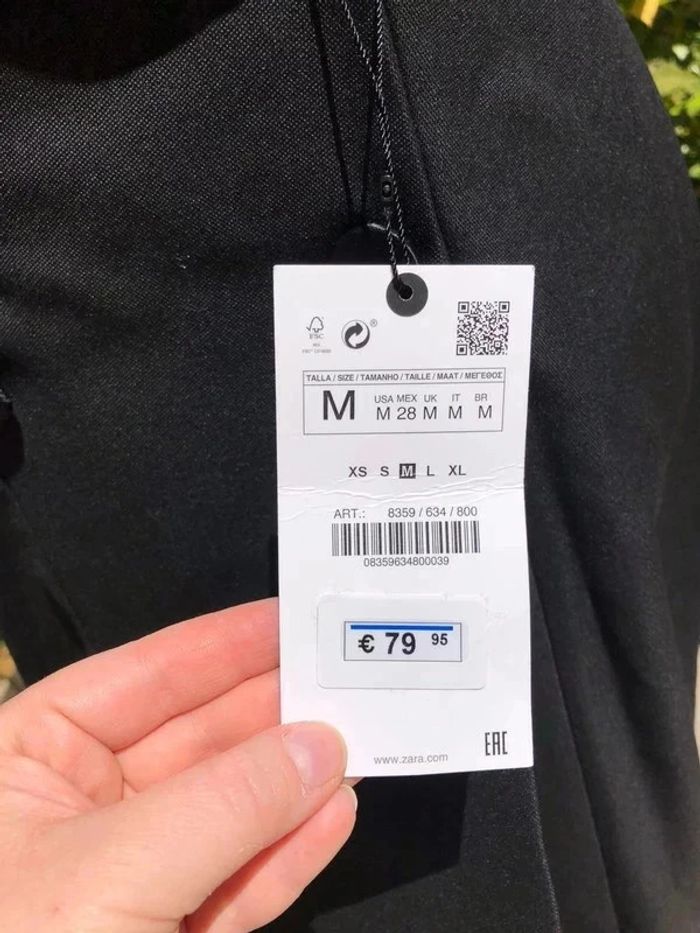 FSC
TALLA / SIZE / TAMANHO / TAILLE / MAAT / ΜΕΓΕΘΟΣ
M
USA MEX UK IT BR
M 28 M M M
XS S M L XL
ART.: 8359 / 634 / 800
08359634800039
€ 79 95
www.zara.com
EAC